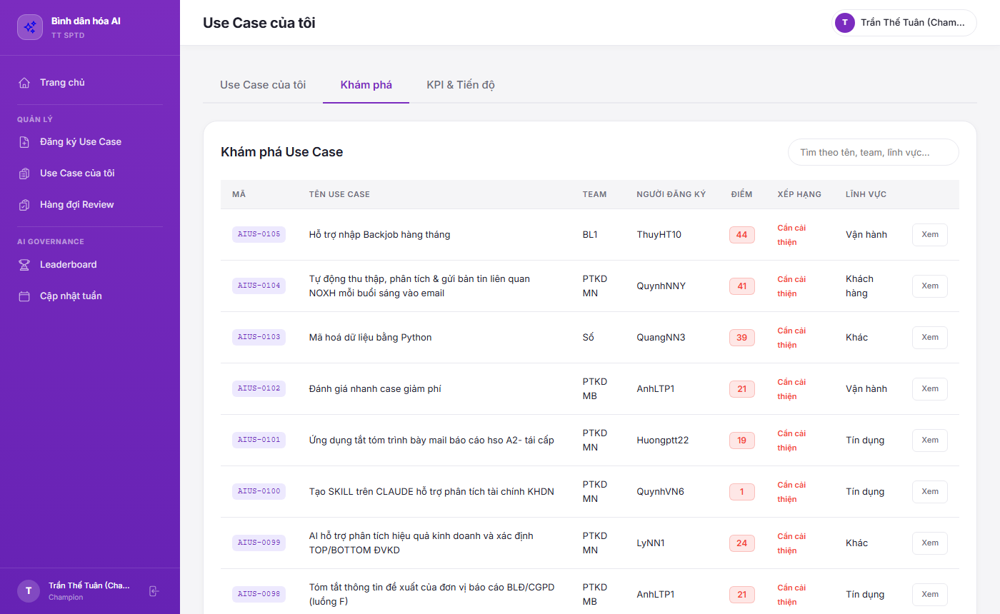 Bình dân hóa AI
TT SPTD
Trang chủ
QUẢN LÝ
Đăng ký Use Case
Use Case của tôi
Hàng đợi Review
AI GOVERNANCE
Leaderboard
Cập nhật tuần
T
Trần Thế Tuân (Cha...
Champion
Use Case của tôi
T
Trần Thế Tuân (Cham...
Use Case của tôi
Khám phá
KPI & Tiến độ
Khám phá Use Case
Tìm theo tên, team, lĩnh vực...
MÃ TÊN USE CASE TEAM NGƯỜI ĐĂNG KÝ ĐIỂM XẾP HẠNG LĨNH VỰC
AIUS-0105 Hỗ trợ nhập Backjob hàng tháng BL1 ThuyHT10 44 Cần cải
thiện Vận hành Xem
AIUS-0104 Tự động thu thập, phân tích & gửi bản tin liên quan
NOXH mỗi buổi sáng vào email PTKD
MN QuynhNNY 41 Cần cải
thiện Khách
hàng Xem
AIUS-0103 Mã hoá dữ liệu bằng Python Số QuangNN3 39 Cần cải
thiện Khác Xem
AIUS-0102 Đánh giá nhanh case giảm phí PTKD
MB AnhLTP1 21 Cần cải
thiện Vận hành Xem
AIUS-0101 Ứng dụng tắt tóm trình bày mail báo cáo hso A2- tái cấp PTKD
MN Huongptt22 19 Cần cải
thiện Tín dụng Xem
AIUS-0100 Tạo SKILL trên CLAUDE hỗ trợ phân tích tài chính KHDN PTKD
MN QuynhVN6 1 Cần cải
thiện Tín dụng Xem
AIUS-0099 AI hỗ trợ phân tích hiệu quả kinh doanh và xác định
TOP/BOTTOM ĐVKD PTKD
MN LyNN1 24 Cần cải
thiện Khác Xem
AIUS-0098 Tóm tắt thông tin đề xuất của đơn vị báo cáo BLĐ/CGPD
(luồng F) PTKD
MB AnhLTP1 21 Cần cải
thiện Tín dụng Xem